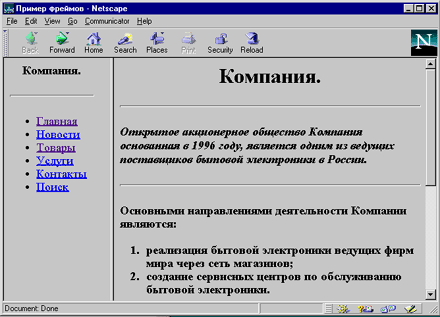 Пример фреймов - Netscape
File Edit View Go Communicator Help
Back Forward Home Search Places Print Security Reload
N
Компания.
Главная
Новости
Товары
Услуги
Контакты
Поиск
Компания.
Открытое акционерное общество Компания
основанная в 1996 году, является одним из ведущих
поставщиков бытовой электроники в России.
Основными направлениями деятельности Компании
являются:
1. реализация бытовой электроники ведущих фирм
мира через сеть магазинов;
2. создание сервисных центров по обслуживанию
бытовой электроники.
Document: Done